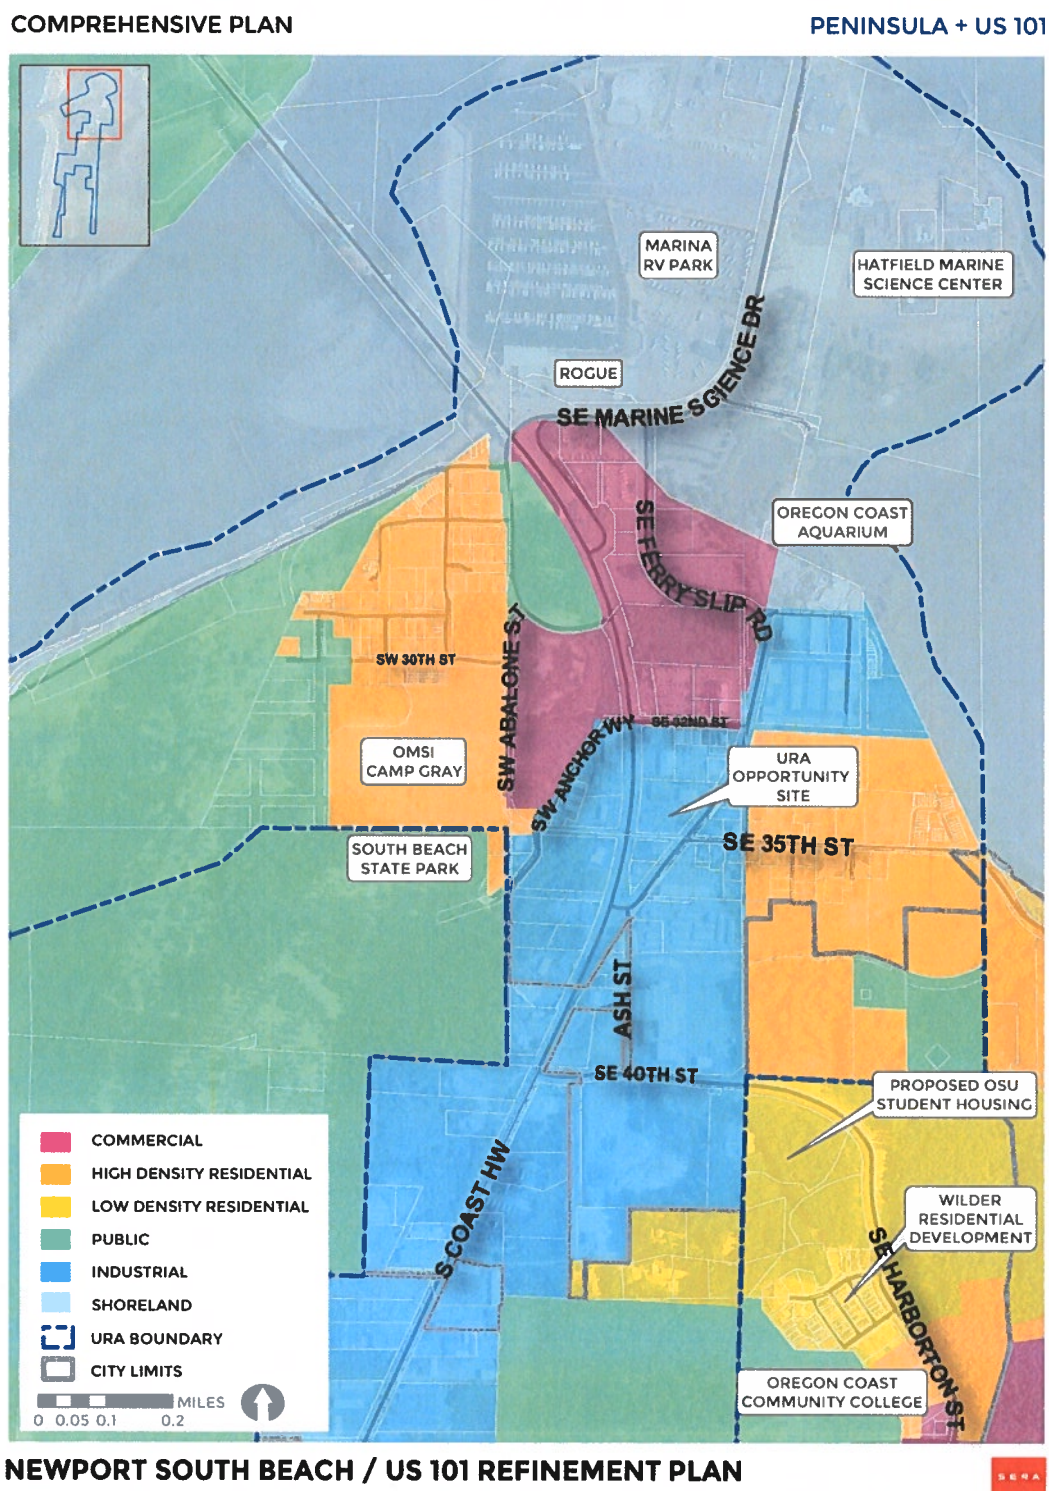 COMPREHENSIVE PLAN
PENINSULA + US 101
MARINA
RV PARK
HATFIELD MARINE
SCIENCE CENTER
ROGUE
SE MARINE SCIENCE DR
OREGON COAST
AQUARIUM
SE FERRY SLIP RD
SW ABALONE ST
SW 30TH ST
SE 32ND ST
SW ANCHOR WY
OMSI
CAMP GRAY
URA
OPPORTUNITY
SITE
SE 35TH ST
SOUTH BEACH
STATE PARK
ASH ST
SE 40TH ST
PROPOSED OSU
STUDENT HOUSING
S COAST HW
WILDER
RESIDENTIAL
DEVELOPMENT
SE HARBORTON ST
OREGON COAST
COMMUNITY COLLEGE
COMMERCIAL
HIGH DENSITY RESIDENTIAL
LOW DENSITY RESIDENTIAL
PUBLIC
INDUSTRIAL
SHORELAND
URA BOUNDARY
CITY LIMITS
MILES
0 0.05 0.1 0.2
NEWPORT SOUTH BEACH / US 101 REFINEMENT PLAN
SERA